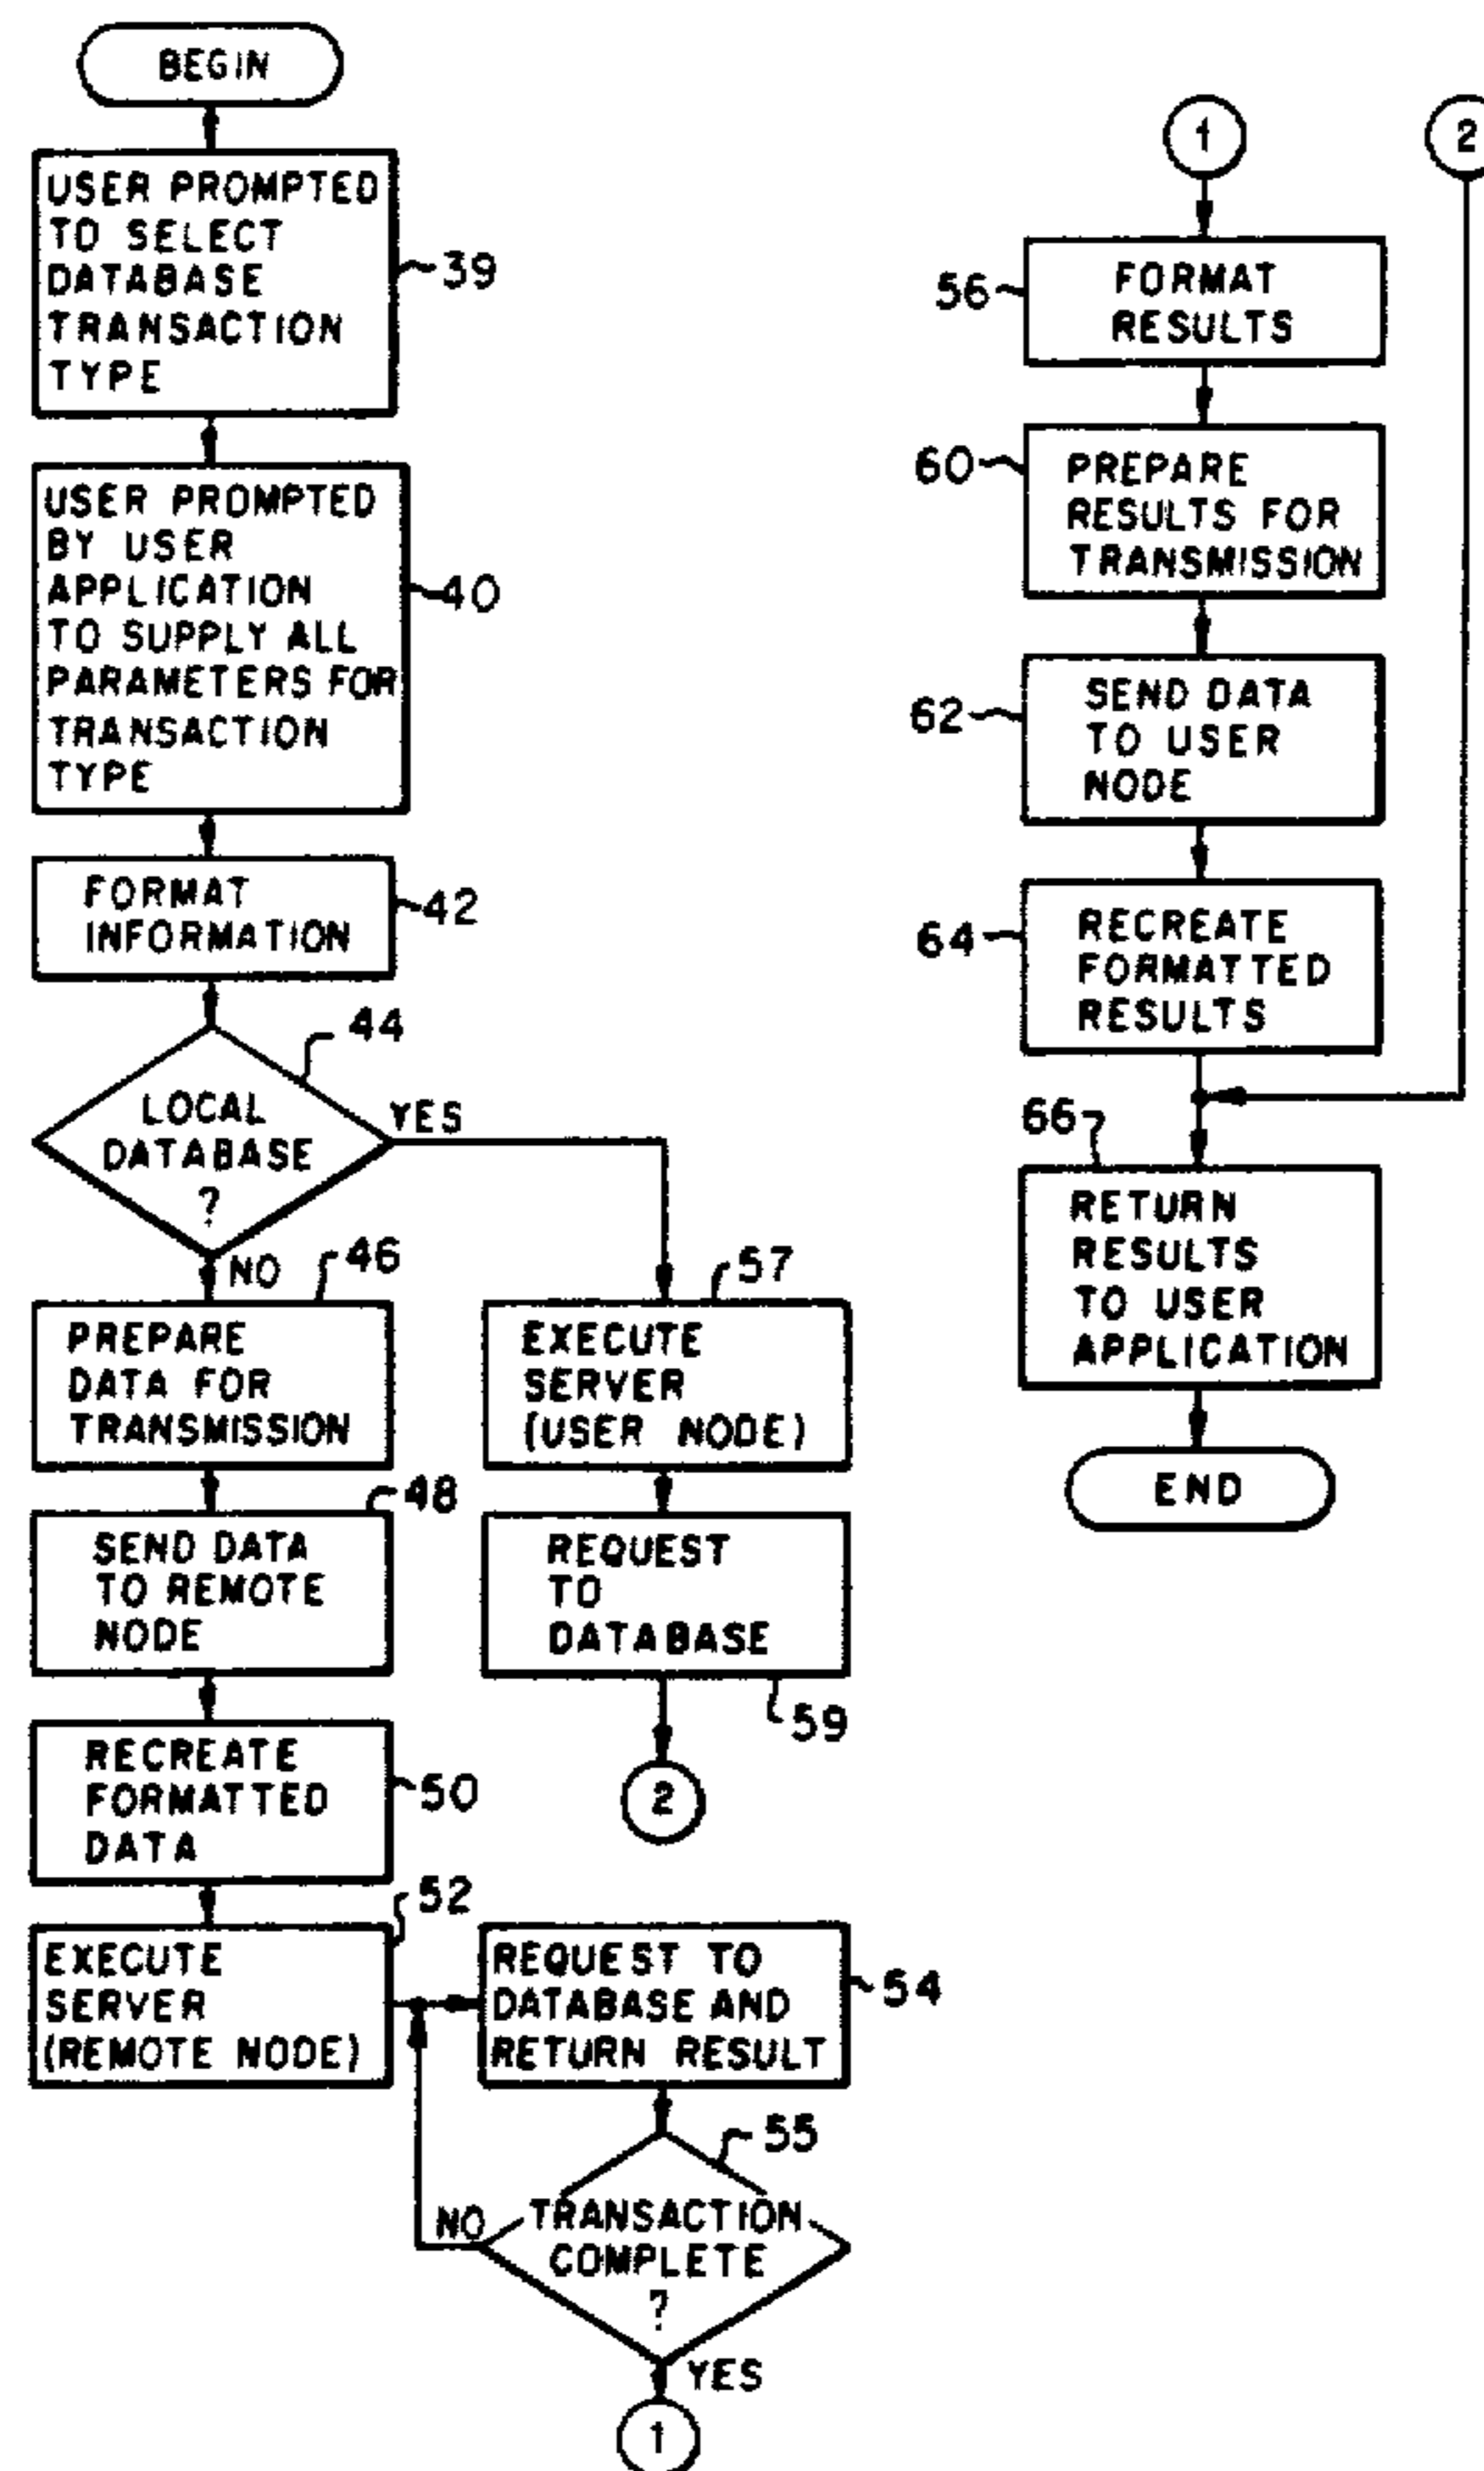 BEGIN
USER PROMPTED
TO SELECT
DATABASE
TRANSACTION
TYPE
39
USER PROMPTED
BY USER
APPLICATION
TO SUPPLY ALL
PARAMETERS FOR
TRANSACTION
TYPE
40
FORMAT
INFORMATION
42
44
LOCAL
DATABASE
?
YES
NO
46
PREPARE
DATA FOR
TRANSMISSION
57
EXECUTE
SERVER
(USER NODE)
48
SEND DATA
TO REMOTE
NODE
REQUEST
TO
DATABASE
59
2
RECREATE
FORMATTED
DATA
50
52
EXECUTE
SERVER
(REMOTE NODE)
REQUEST TO
DATABASE AND
RETURN RESULT
54
55
TRANSACTION
COMPLETE
?
NO
YES
1
1
2
56
FORMAT
RESULTS
60
PREPARE
RESULTS FOR
TRANSMISSION
62
SEND DATA
TO USER
NODE
64
RECREATE
FORMATTED
RESULTS
66
RETURN
RESULTS
TO USER
APPLICATION
END